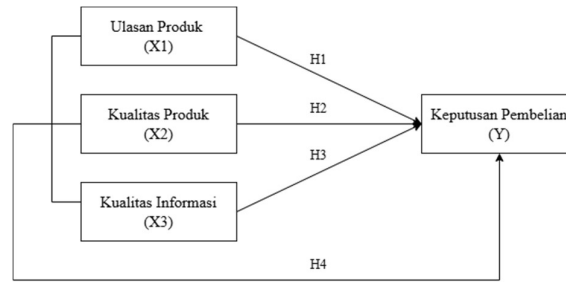 Ulasan Produk
(X1)
H1
Kualitas Produk
(X2)
H2
Keputusan Pembelian
(Y)
H3
Kualitas Informasi
(X3)
H4